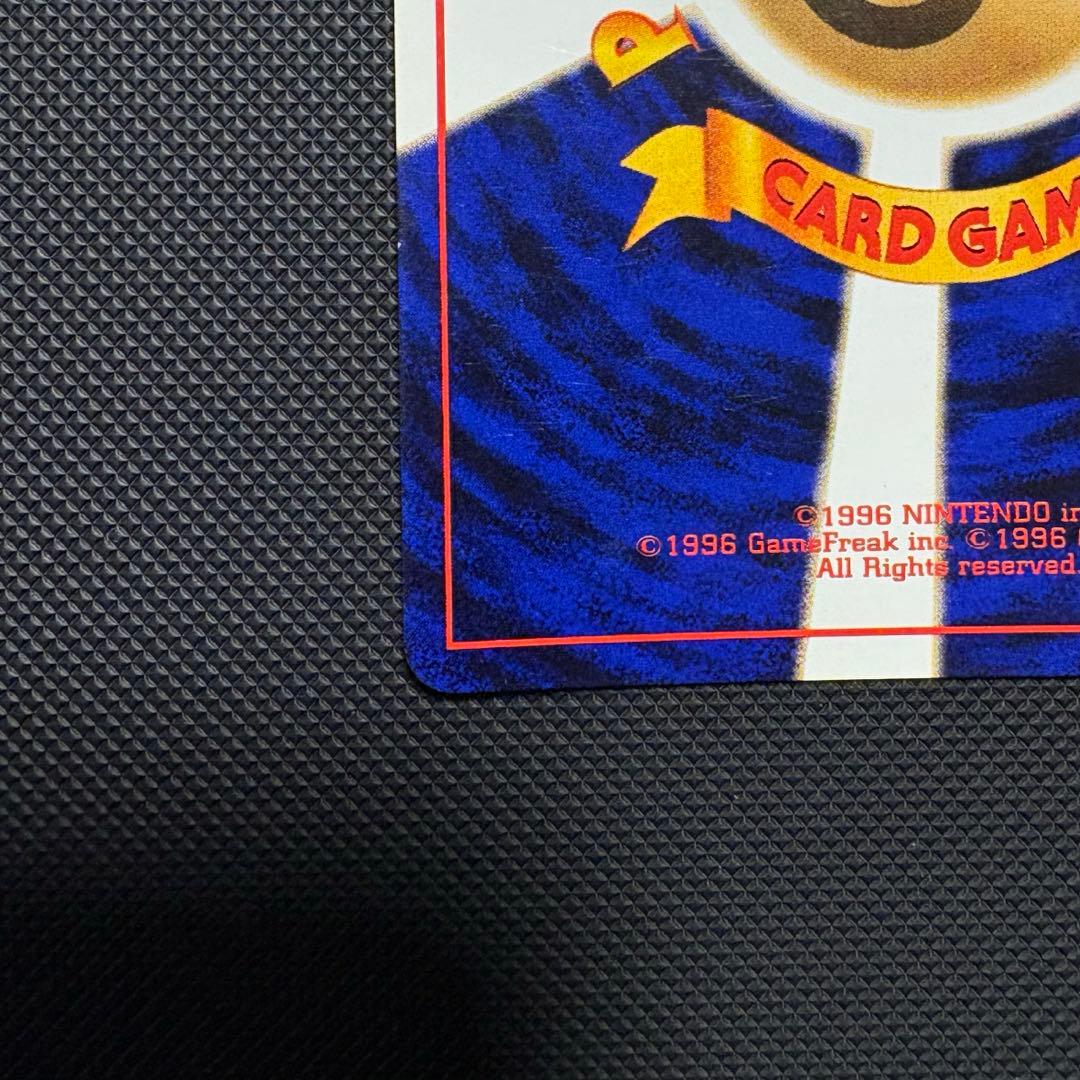 P
CARD GAM
©1996 NINTENDO in
©1996 GameFreak inc. ©1996
All Rights reserved.